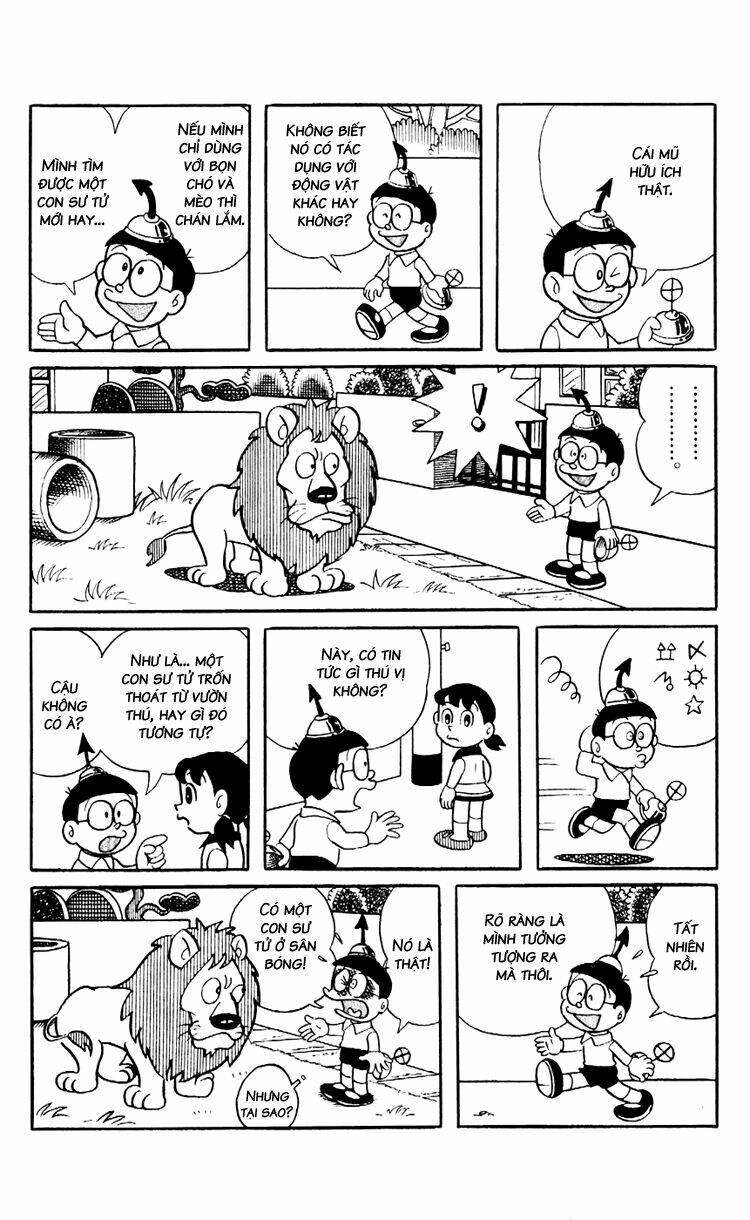 CÁI MŨ
HỮU ÍCH
THẬT.
KHÔNG BIẾT
NÓ CÓ TÁC
DỤNG VỚI
ĐỘNG VẬT
KHÁC HAY
KHÔNG?
NẾU MÌNH
CHỈ DÙNG
VỚI BỌN
CHÓ VÀ
MÈO THÌ
CHÁN LẮM.
MÌNH TÌM
ĐƯỢC MỘT
CON SƯ TỬ
MỚI HAY...
!
NÀY, CÓ TIN
TỨC GÌ THÚ VỊ
KHÔNG?
NHƯ LÀ... MỘT
CON SƯ TỬ TRỐN
THOÁT TỪ VƯỜN
THÚ, HAY GÌ ĐÓ
TƯƠNG TỰ?
CẬU
KHÔNG
CÓ À?
TẤT
NHIÊN
RỒI.
RÕ RÀNG LÀ
MÌNH TƯỞNG
TƯỢNG RA
MÀ THÔI.
NÓ LÀ
THẬT!
CÓ MỘT
CON SƯ
TỬ Ở SÂN
BÓNG!
NHƯNG
TẠI SAO?